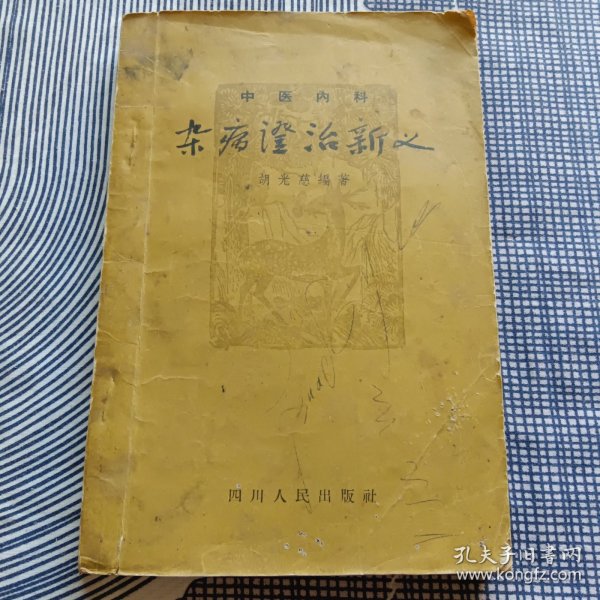 中医内科
杂病證治新义
胡光慈编著
四川人民出版社
孔夫子旧书网
www.kongfz.com